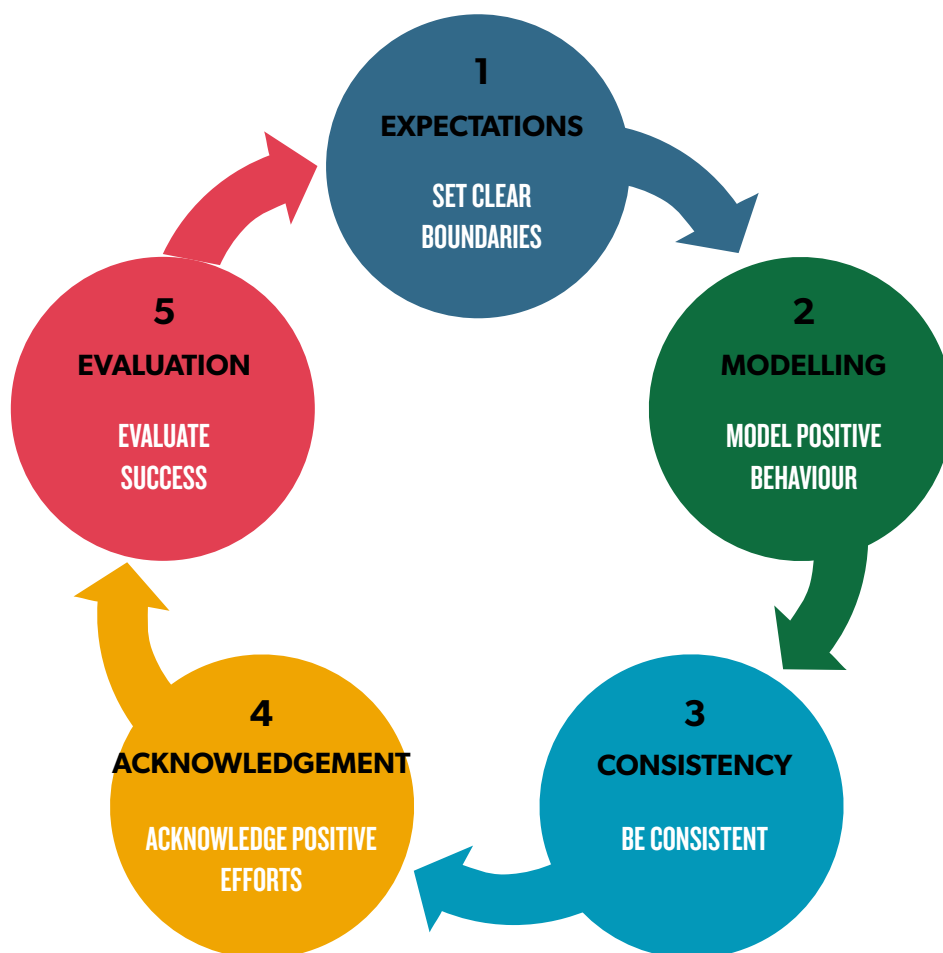 1
EXPECTATIONS
SET CLEAR
BOUNDARIES
2
MODELLING
MODEL POSITIVE
BEHAVIOUR
3
CONSISTENCY
BE CONSISTENT
4
ACKNOWLEDGEMENT
ACKNOWLEDGE POSITIVE
EFFORTS
5
EVALUATION
EVALUATE
SUCCESS